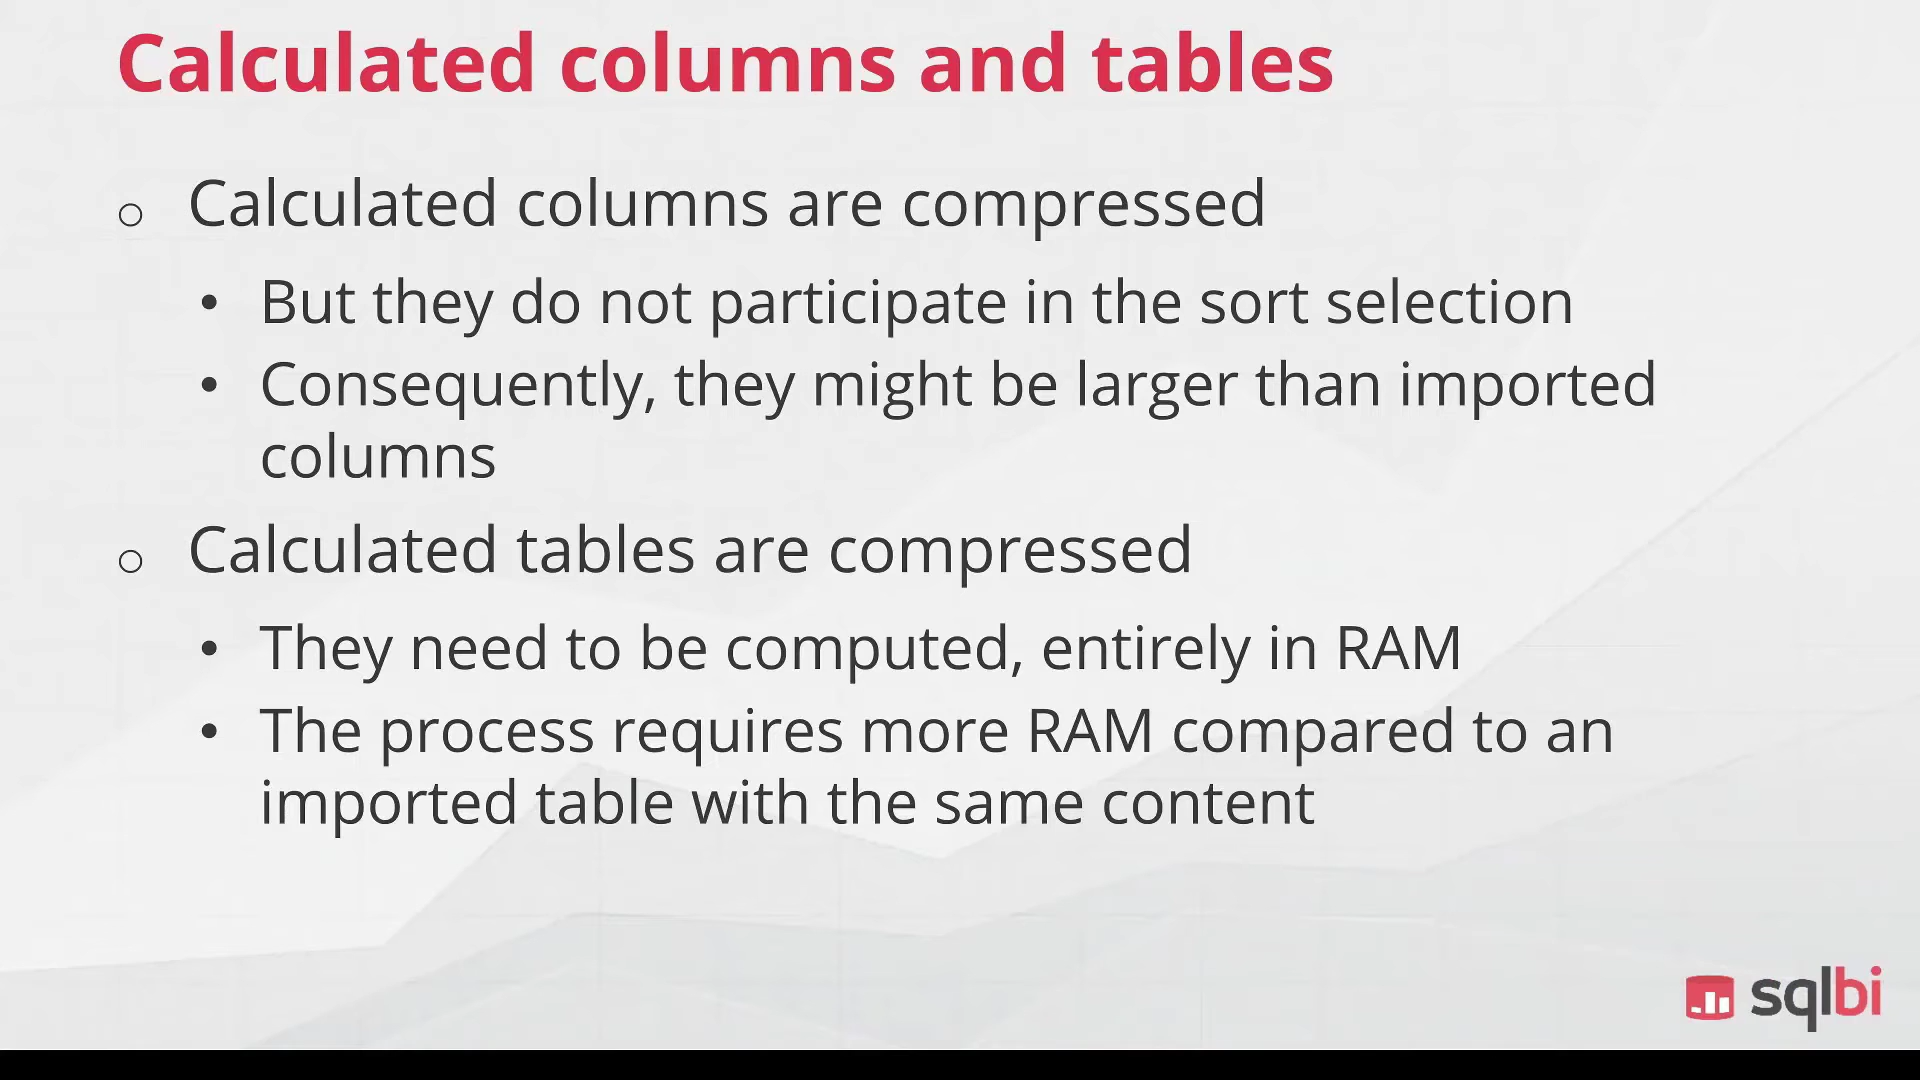 Calculated columns and tables
○ Calculated columns are compressed
• But they do not participate in the sort selection
• Consequently, they might be larger than imported
columns
○ Calculated tables are compressed
• They need to be computed, entirely in RAM
• The process requires more RAM compared to an
imported table with the same content
sqlbi